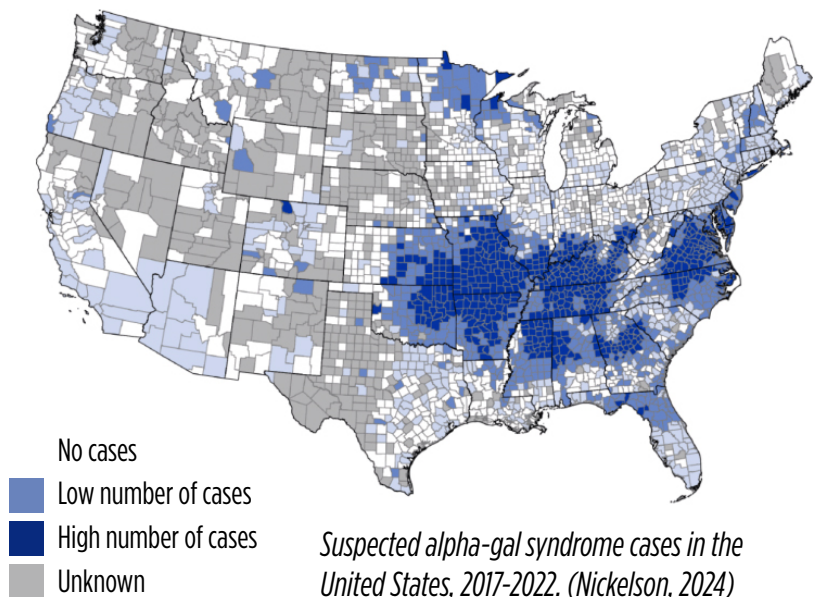 No cases
Low number of cases
High number of cases
Unknown
Suspected alpha-gal syndrome cases in the
United States, 2017-2022. (Nickelson, 2024)